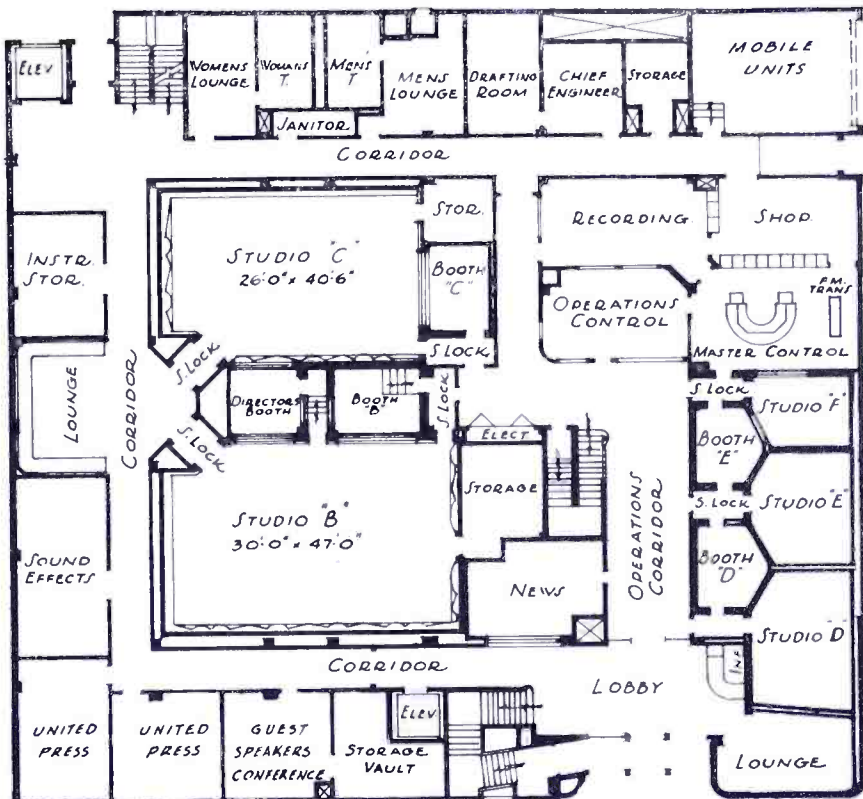 ELEV
WOMENS
LOUNGE
WOMANS
T.
MEN'S
T
MENS
LOUNGE
DRAFTING
ROOM
CHIEF
ENGINEER
STORAGE
MOBILE
UNITS
JANITOR
CORRIDOR
INSTR.
STOR.
STUDIO "C"
26'-0" x 40'-6"
STOR.
BOOTH
"C"
RECORDING
SHOP
OPERATIONS
CONTROL
F.M.
TRANS
MASTER CONTROL
LOUNGE
CORRIDOR
S. LOCK
S. LOCK
DIRECTORS
BOOTH
BOOTH
"B"
S. LOCK
S. LOCK
S. LOCK
STUDIO "F"
BOOTH
"E"
ELECT
STORAGE
S. LOCK
STUDIO "E"
SOUND
EFFECTS
STUDIO "B"
30'-0" x 47'-0"
OPERATIONS
CORRIDOR
BOOTH
"D"
NEWS
STUDIO "D"
CORRIDOR
LOBBY
INF.
UNITED
PRESS
UNITED
PRESS
GUEST
SPEAKERS
CONFERENCE
STORAGE
VAULT
ELEV
LOUNGE